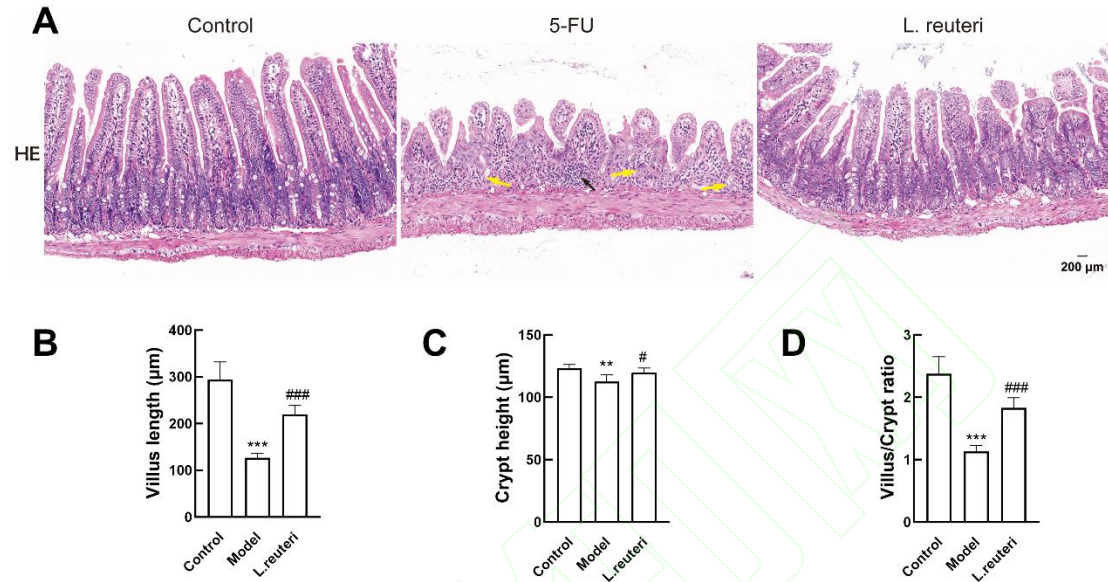 A
Control
5-FU
L. reuteri
HE
200 μm
B
Villus length (μm)
400
300
200
100
0
***
###
Control
Model
L.reuteri
C
Crypt height (μm)
150
100
50
0
**
#
Control
Model
L.reuteri
D
Villus/Crypt ratio
3
2
1
0
***
###
Control
Model
L.reuteri